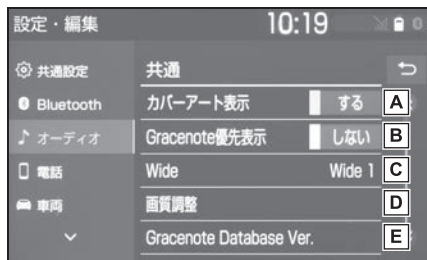 設定・編集 10:19
共通設定
Bluetooth
オーディオ
電話
車両
共通
カバーアート表示 する A
Gracenote優先表示 しない B
Wide Wide 1 C
画質調整 D
Gracenote Database Ver. E